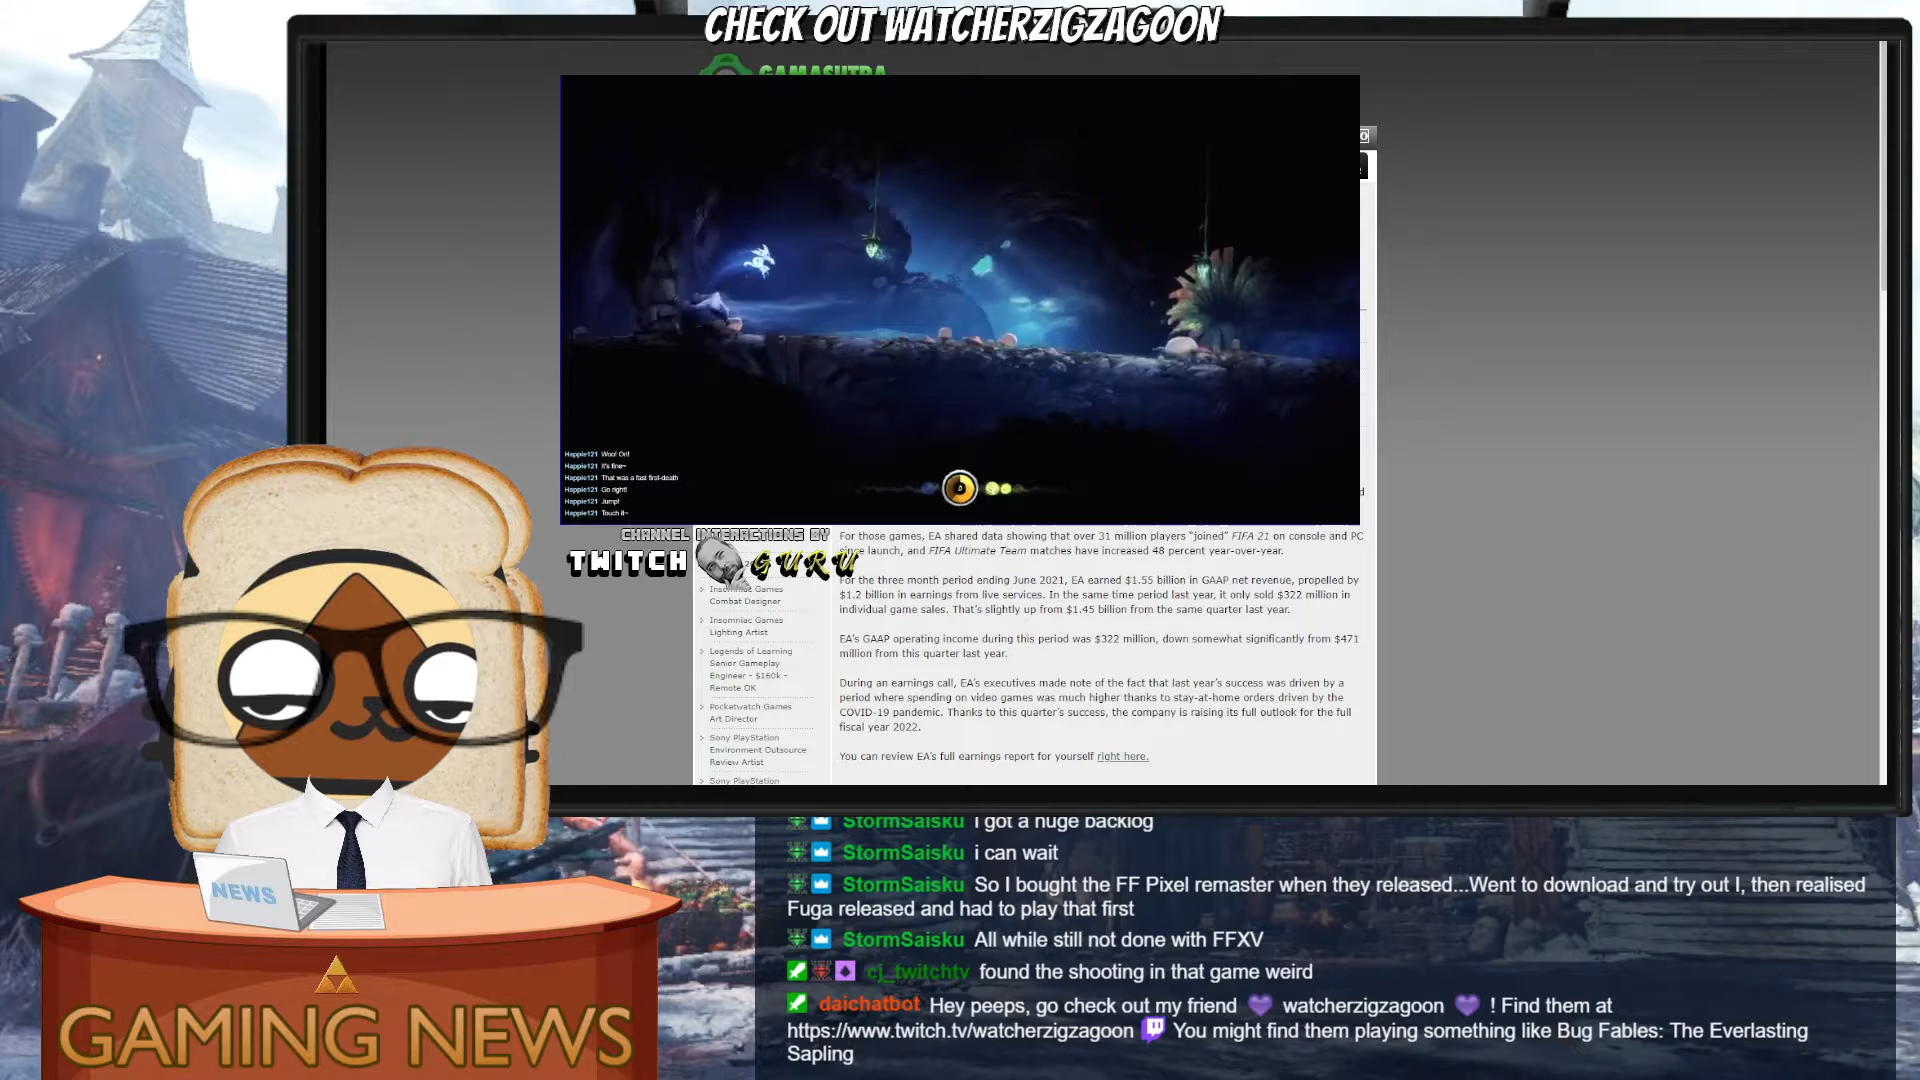 CHECK OUT WATCHERZIGZAGOON
GAMASUTRA
Happie121 Woo! Ori!
Happie121 It's fine~
Happie121 That was a fast first-death
Happie121 Go right!
Happie121 Jump!
Happie121 Touch it~
CHANNEL INTERACTIONS BY
TWITCH GURU
Insomniac Games
Combat Designer
Insomniac Games
Lighting Artist
Legends of Learning
Senior Gameplay
Engineer - $160k -
Remote OK
Pocketwatch Games
Art Director
Sony PlayStation
Environment Outsource
Review Artist
Sony PlayStation
For those games, EA shared data showing that over 31 million players “joined” FIFA 21 on console and PC
since launch, and FIFA Ultimate Team matches have increased 48 percent year-over-year.
For the three month period ending June 2021, EA earned $1.55 billion in GAAP net revenue, propelled by
$1.2 billion in earnings from live services. In the same time period last year, it only sold $322 million in
individual game sales. That’s slightly up from $1.45 billion from the same quarter last year.
EA’s GAAP operating income during this period was $322 million, down somewhat significantly from $471
million from this quarter last year.
During an earnings call, EA’s executives made note of the fact that last year’s success was driven by a
period where spending on video games was much higher thanks to stay-at-home orders driven by the
COVID-19 pandemic. Thanks to this quarter’s success, the company is raising its full outlook for the full
fiscal year 2022.
You can review EA’s full earnings report for yourself right here.
NEWS
GAMING NEWS
StormSaisku I got a huge backlog
StormSaisku i can wait
StormSaisku So I bought the FF Pixel remaster when they released...Went to download and try out I, then realised
Fuga released and had to play that first
StormSaisku All while still not done with FFXV
cj_twitchtv found the shooting in that game weird
daichatbot Hey peeps, go check out my friend 💜 watcherzigzagoon 💜 ! Find them at
https://www.twitch.tv/watcherzigzagoon You might find them playing something like Bug Fables: The Everlasting
Sapling